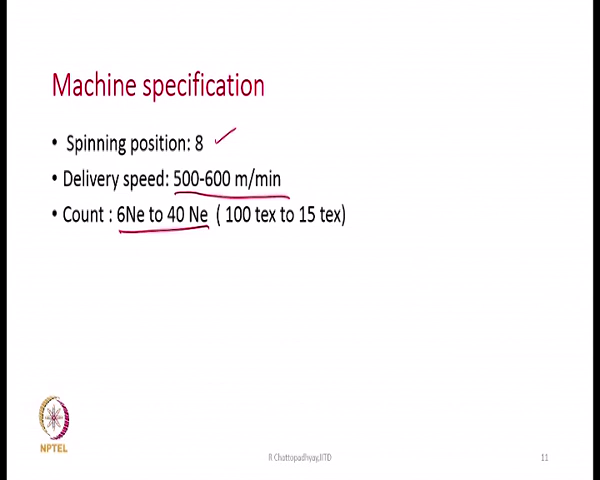 Machine specification
• Spinning position: 8
• Delivery speed: 500-600 m/min
• Count : 6Ne to 40 Ne ( 100 tex to 15 tex)
NPTEL
R Chattopadhyay,IITD
11